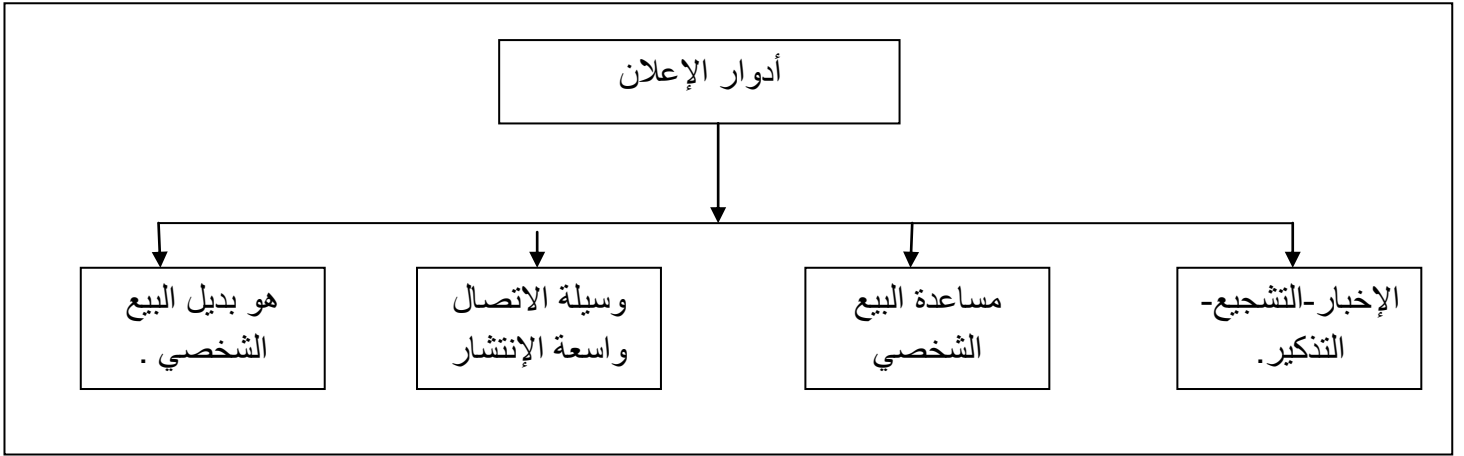 أدوار الإعلان
الإخبار-التشجيع-
التذكير.
مساعدة البيع
الشخصي
وسيلة الاتصال
واسعة الإنتشار
هو بديل البيع
الشخصي .